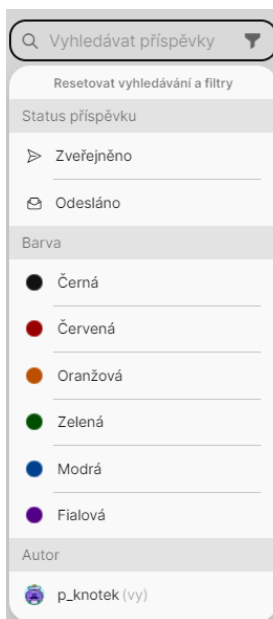 Vyhledávat příspěvky
Resetovat vyhledávání a filtry
Status příspěvku
Zveřejněno
Odesláno
Barva
Černá
Červená
Oranžová
Zelená
Modrá
Fialová
Autor
p_knotek (vy)